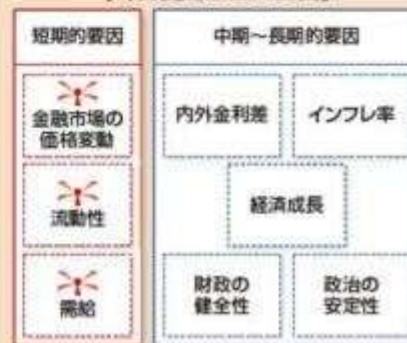 短期的要因
中期～長期的要因
金融市場の
価格変動
内外金利差
インフレ率
流動性
経済成長
需給
財政の
健全性
政治の
安定性